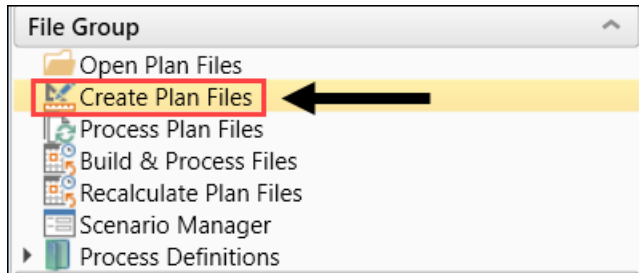 File Group
Open Plan Files
Create Plan Files
Process Plan Files
Build & Process Files
Recalculate Plan Files
Scenario Manager
Process Definitions